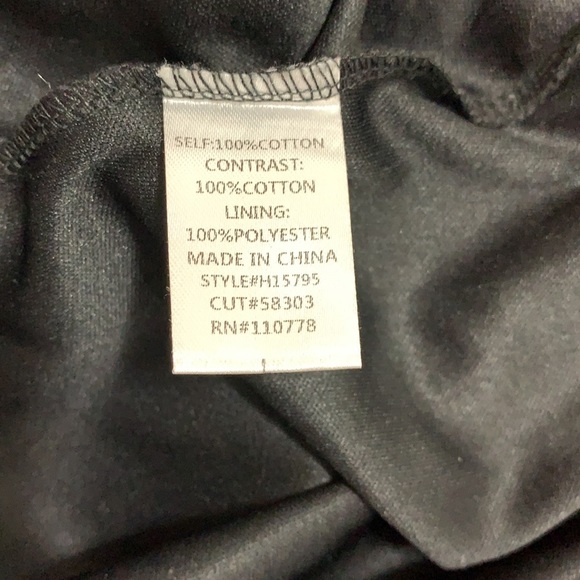 SELF:100%COTTON
CONTRAST:
100%COTTON
LINING:
100%POLYESTER
MADE IN CHINA
STYLE#H15795
CUT#58303
RN#110778